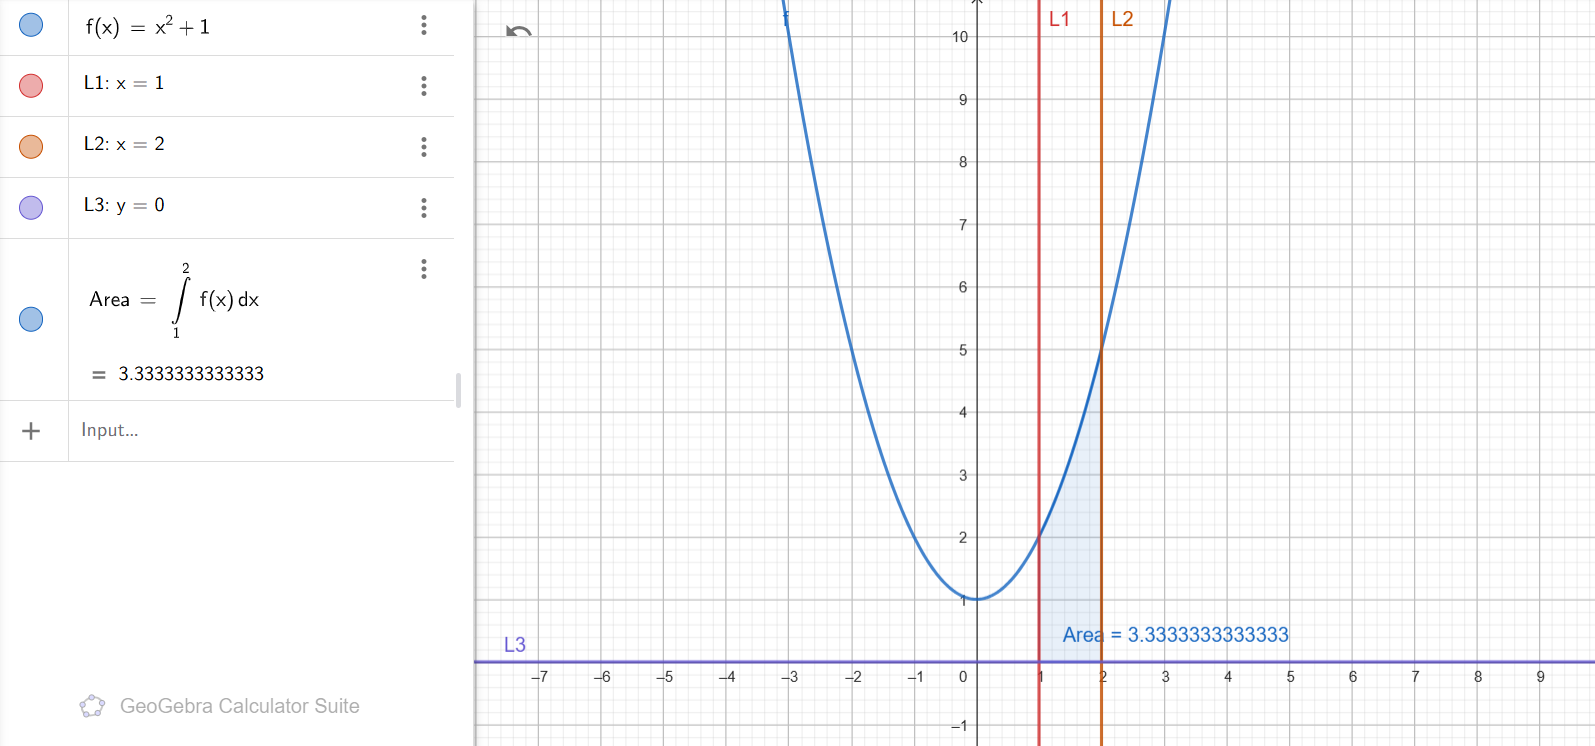 f(x) = x² + 1
L1: x = 1
L2: x = 2
L3: y = 0
2
Area = ∫ f(x) dx
1
= 3.3333333333333
+ Input...
GeoGebra Calculator Suite
f
L1
L2
10
9
8
7
6
5
4
3
2
1
Area = 3.3333333333333
L3
–7 –6 –5 –4 –3 –2 –1 0 1 2 3 4 5 6 7 8 9
–1